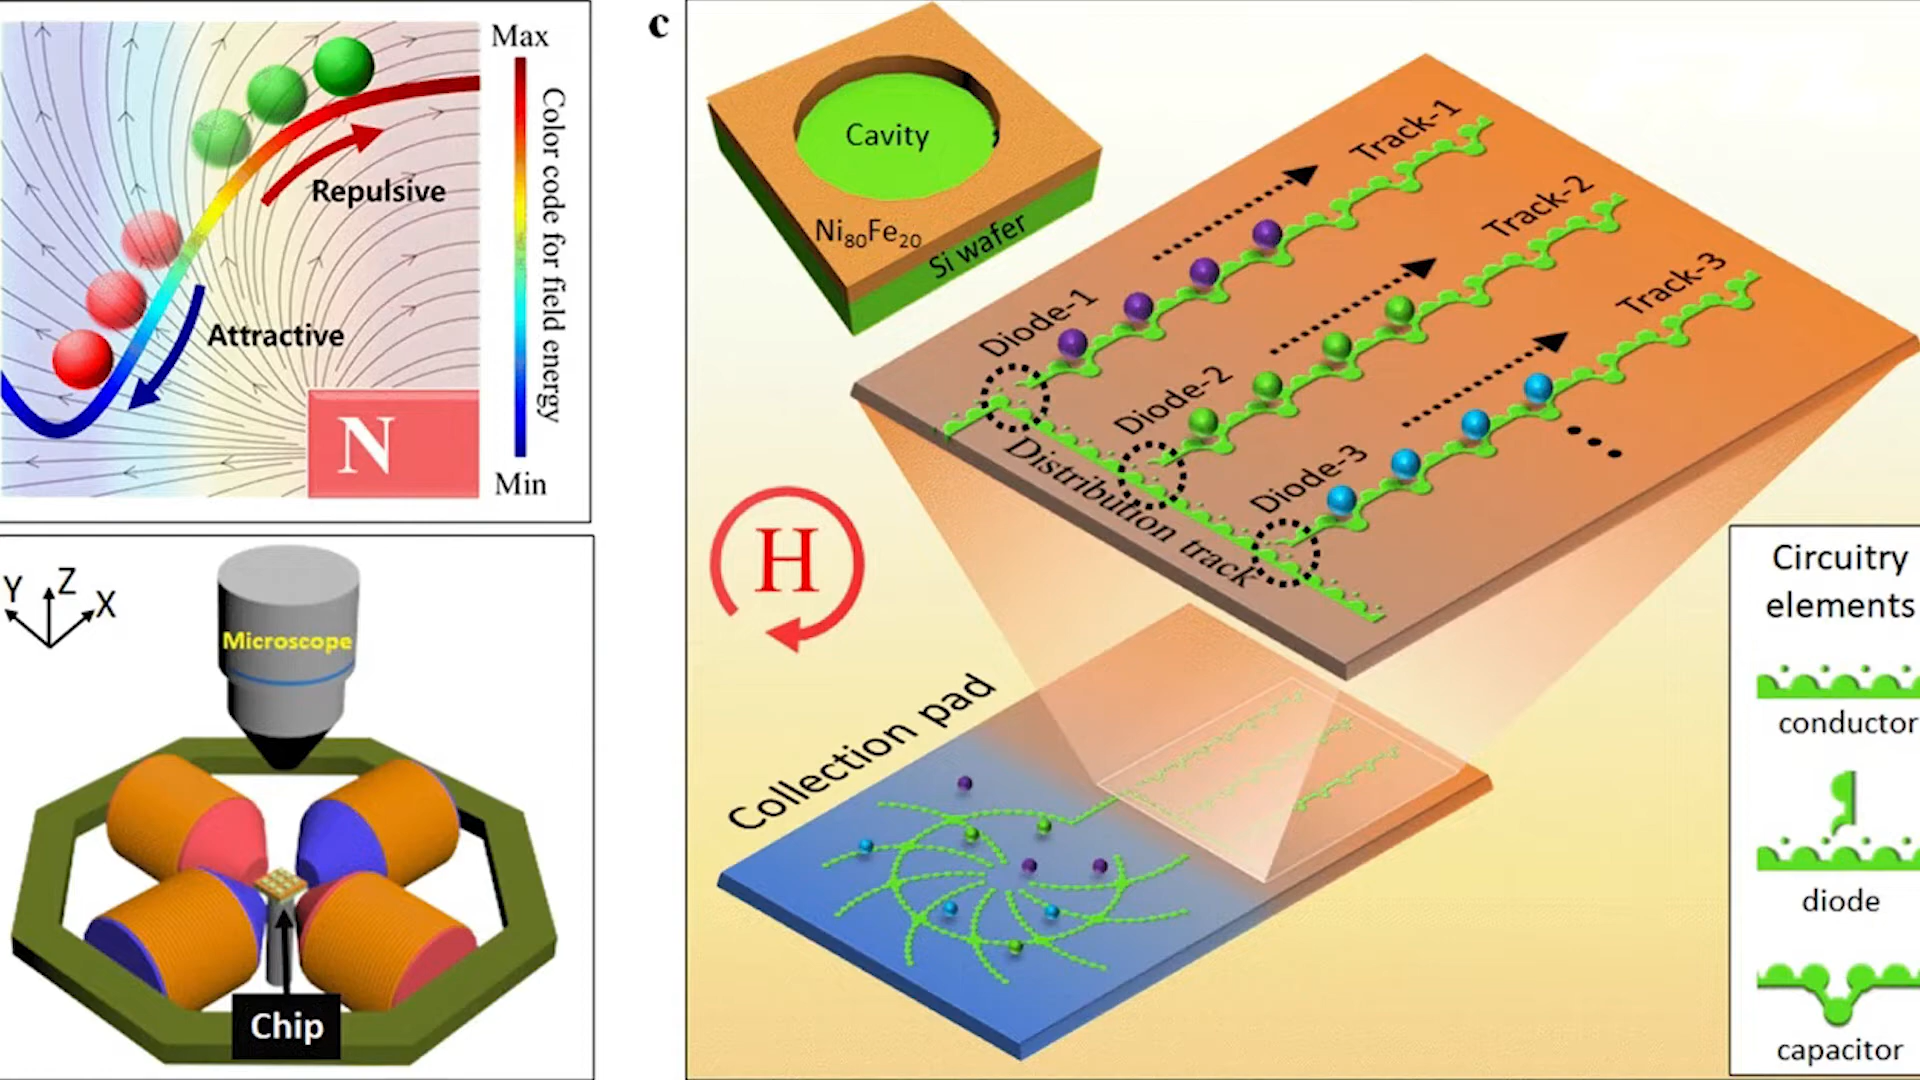 Max
Color code for field energy
Repulsive
Attractive
N
Min
Y
Z
X
Microscope
Chip
c
Cavity
Ni80Fe20
Si wafer
Track-1
Track-2
Track-3
Diode-1
Diode-2
Diode-3
Distribution track
H
Collection pad
Circuitry
elements
conductor
diode
capacitor